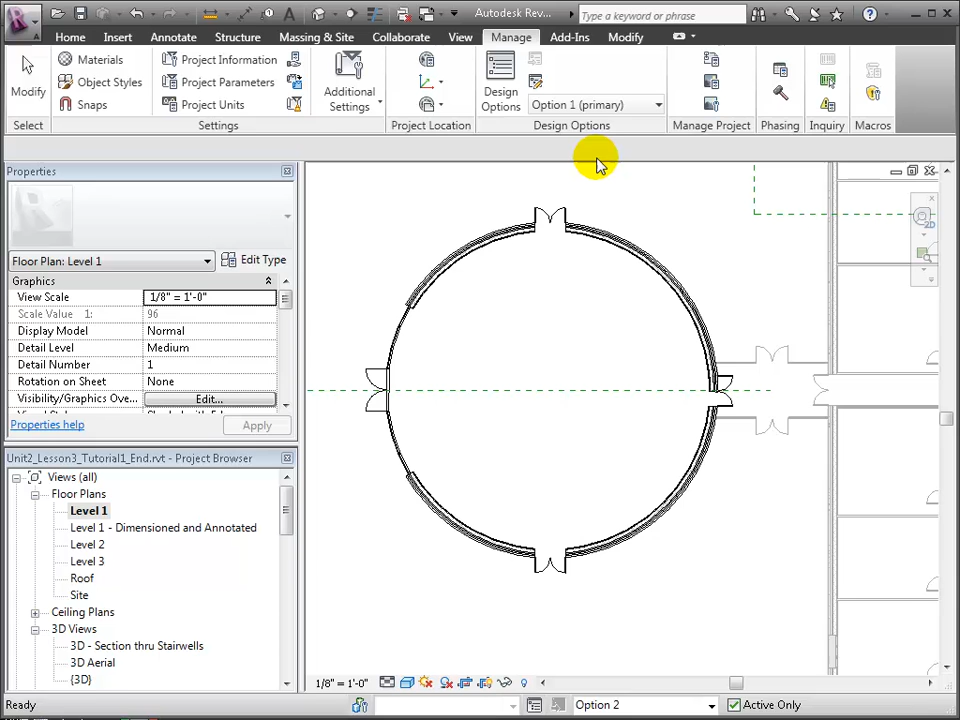 Autodesk Rev...
Type a keyword or phrase
Home Insert Annotate Structure Massing & Site Collaborate View Manage Add-Ins Modify
Materials Project Information
Modify Object Styles Project Parameters Additional Settings Design Options
Snaps Project Units Option 1 (primary)
Select Settings Project Location Design Options Manage Project Phasing Inquiry Macros
Properties
Floor Plan: Level 1 Edit Type
Graphics
View Scale 1/8" = 1'-0"
Scale Value 1: 96
Display Model Normal
Detail Level Medium
Detail Number 1
Rotation on Sheet None
Visibility/Graphics Ove... Edit...
Properties help Apply
Unit2_Lesson3_Tutorial1_End.rvt - Project Browser
Views (all)
Floor Plans
Level 1
Level 1 - Dimensioned and Annotated
Level 2
Level 3
Roof
Site
Ceiling Plans
3D Views
3D - Section thru Stairwells
3D Aerial
{3D}
2D
1/8" = 1'-0"
Ready Option 2 Active Only